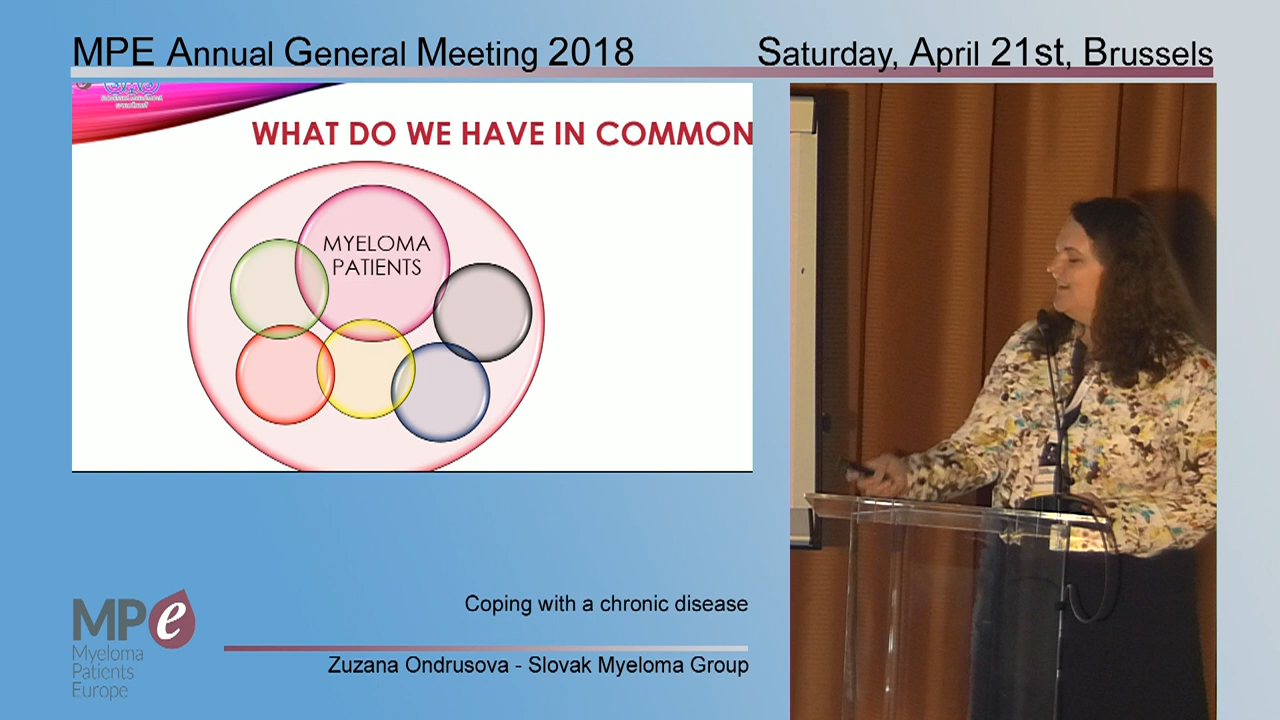 MPE Annual General Meeting 2018
Saturday, April 21st, Brussels
WHAT DO WE HAVE IN COMMON
MYELOMA
PATIENTS
Coping with a chronic disease
MPe
Myeloma
Patients
Europe
Zuzana Ondrusova - Slovak Myeloma Group